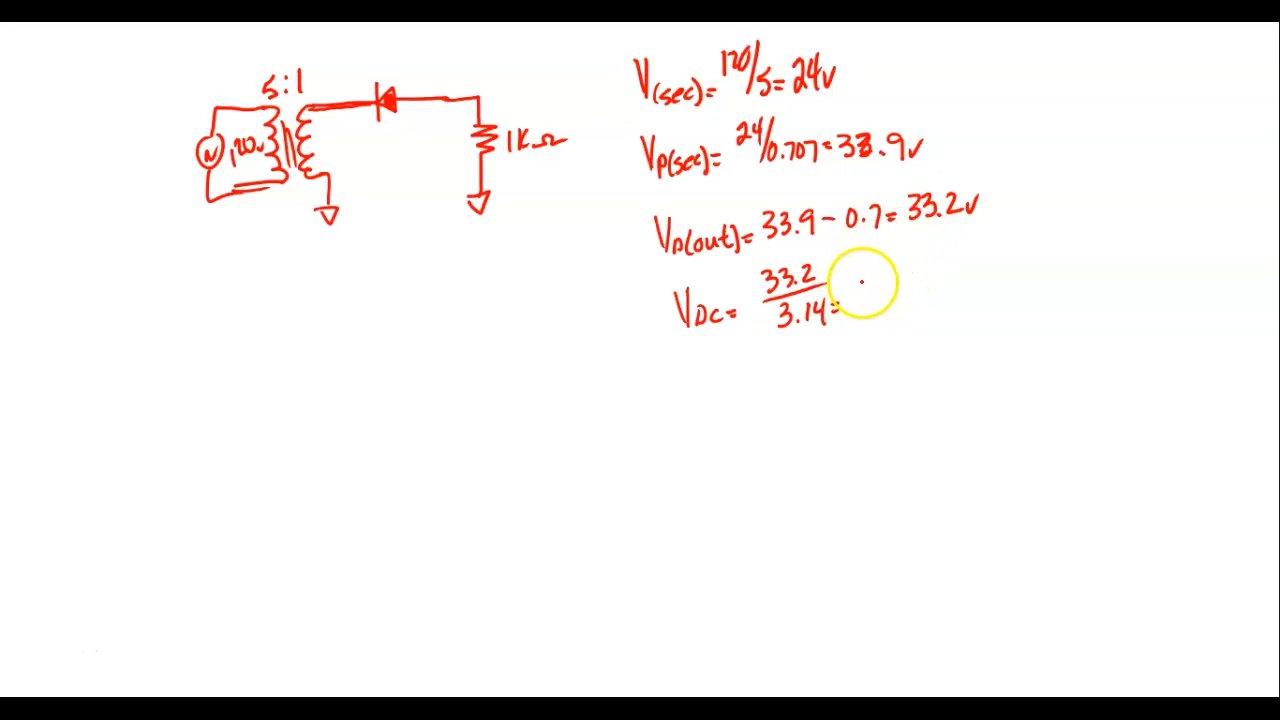 5:1
120v
1KΩ
V(sec)= 120/5= 24v
VP(sec)= 24/0.707= 33.9v
VP(out)= 33.9 - 0.7= 33.2v
VDC= 33.2/3.14=